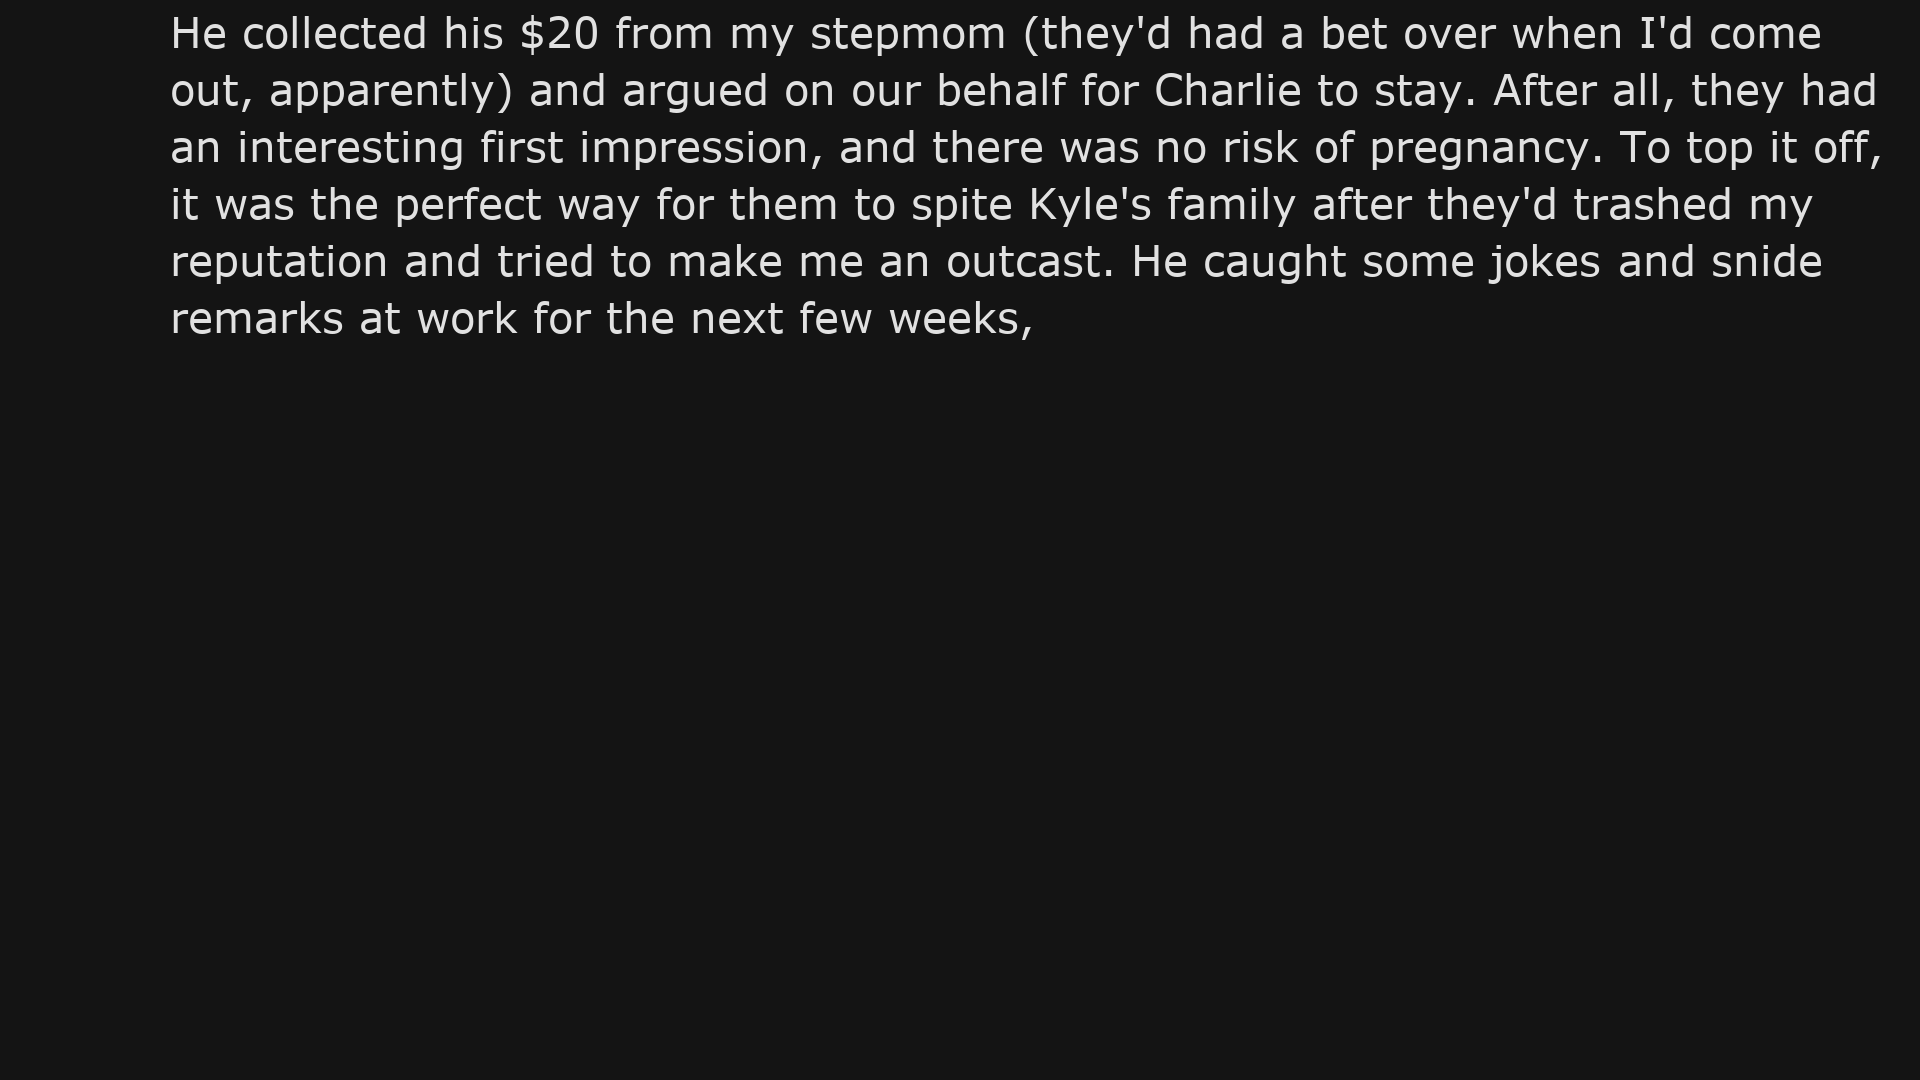 He collected his $20 from my stepmom (they'd had a bet over when I'd come
out, apparently) and argued on our behalf for Charlie to stay. After all, they had
an interesting first impression, and there was no risk of pregnancy. To top it off,
it was the perfect way for them to spite Kyle's family after they'd trashed my
reputation and tried to make me an outcast. He caught some jokes and snide
remarks at work for the next few weeks,